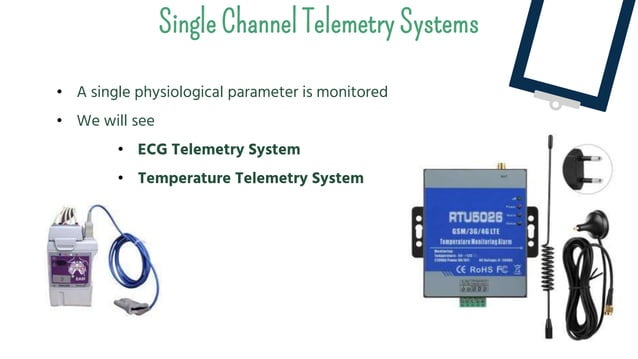 Single Channel Telemetry Systems
• A single physiological parameter is monitored
• We will see
• ECG Telemetry System
• Temperature Telemetry System
RTU5026
GSM/3G/4G LTE
Temperature Monitoring Alarm
CE RoHS FC